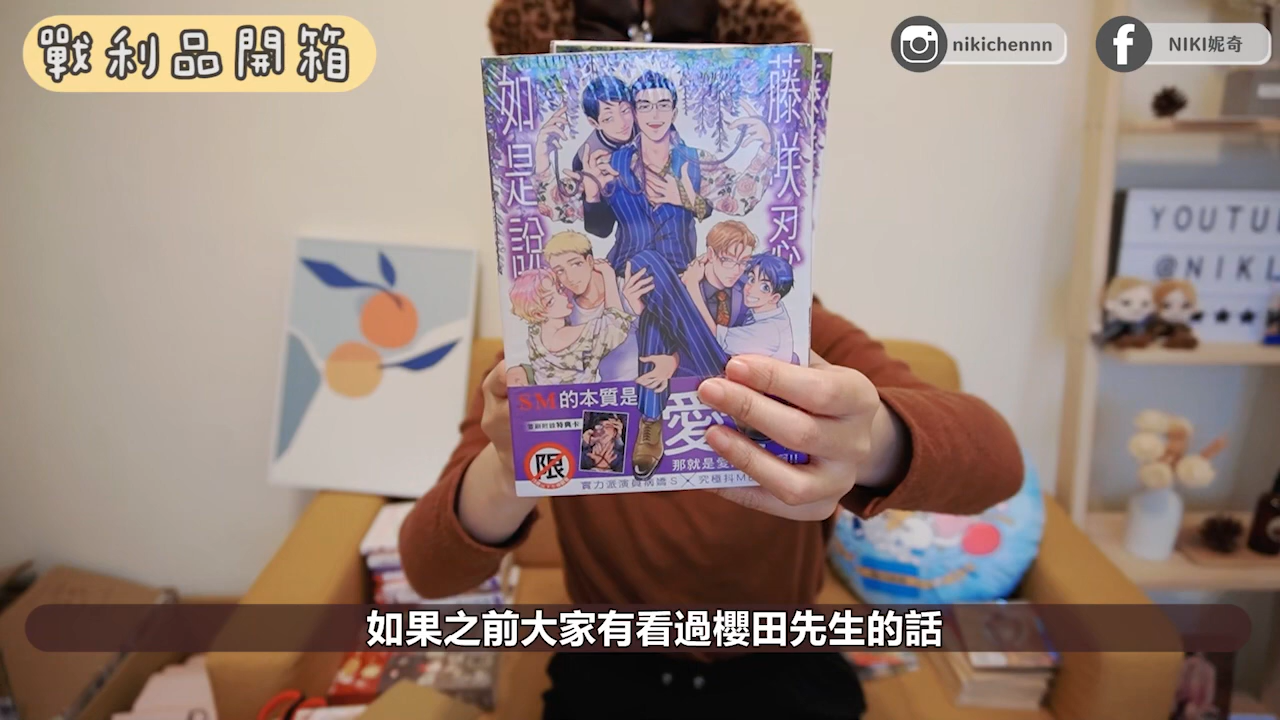 戰利品開箱
nikichennn
NIKI妮奇
藤咲忍
如是說
SM的本質是
愛
那就是愛
限
YOUTU
@NIKI
如果之前大家有看過櫻田先生的話